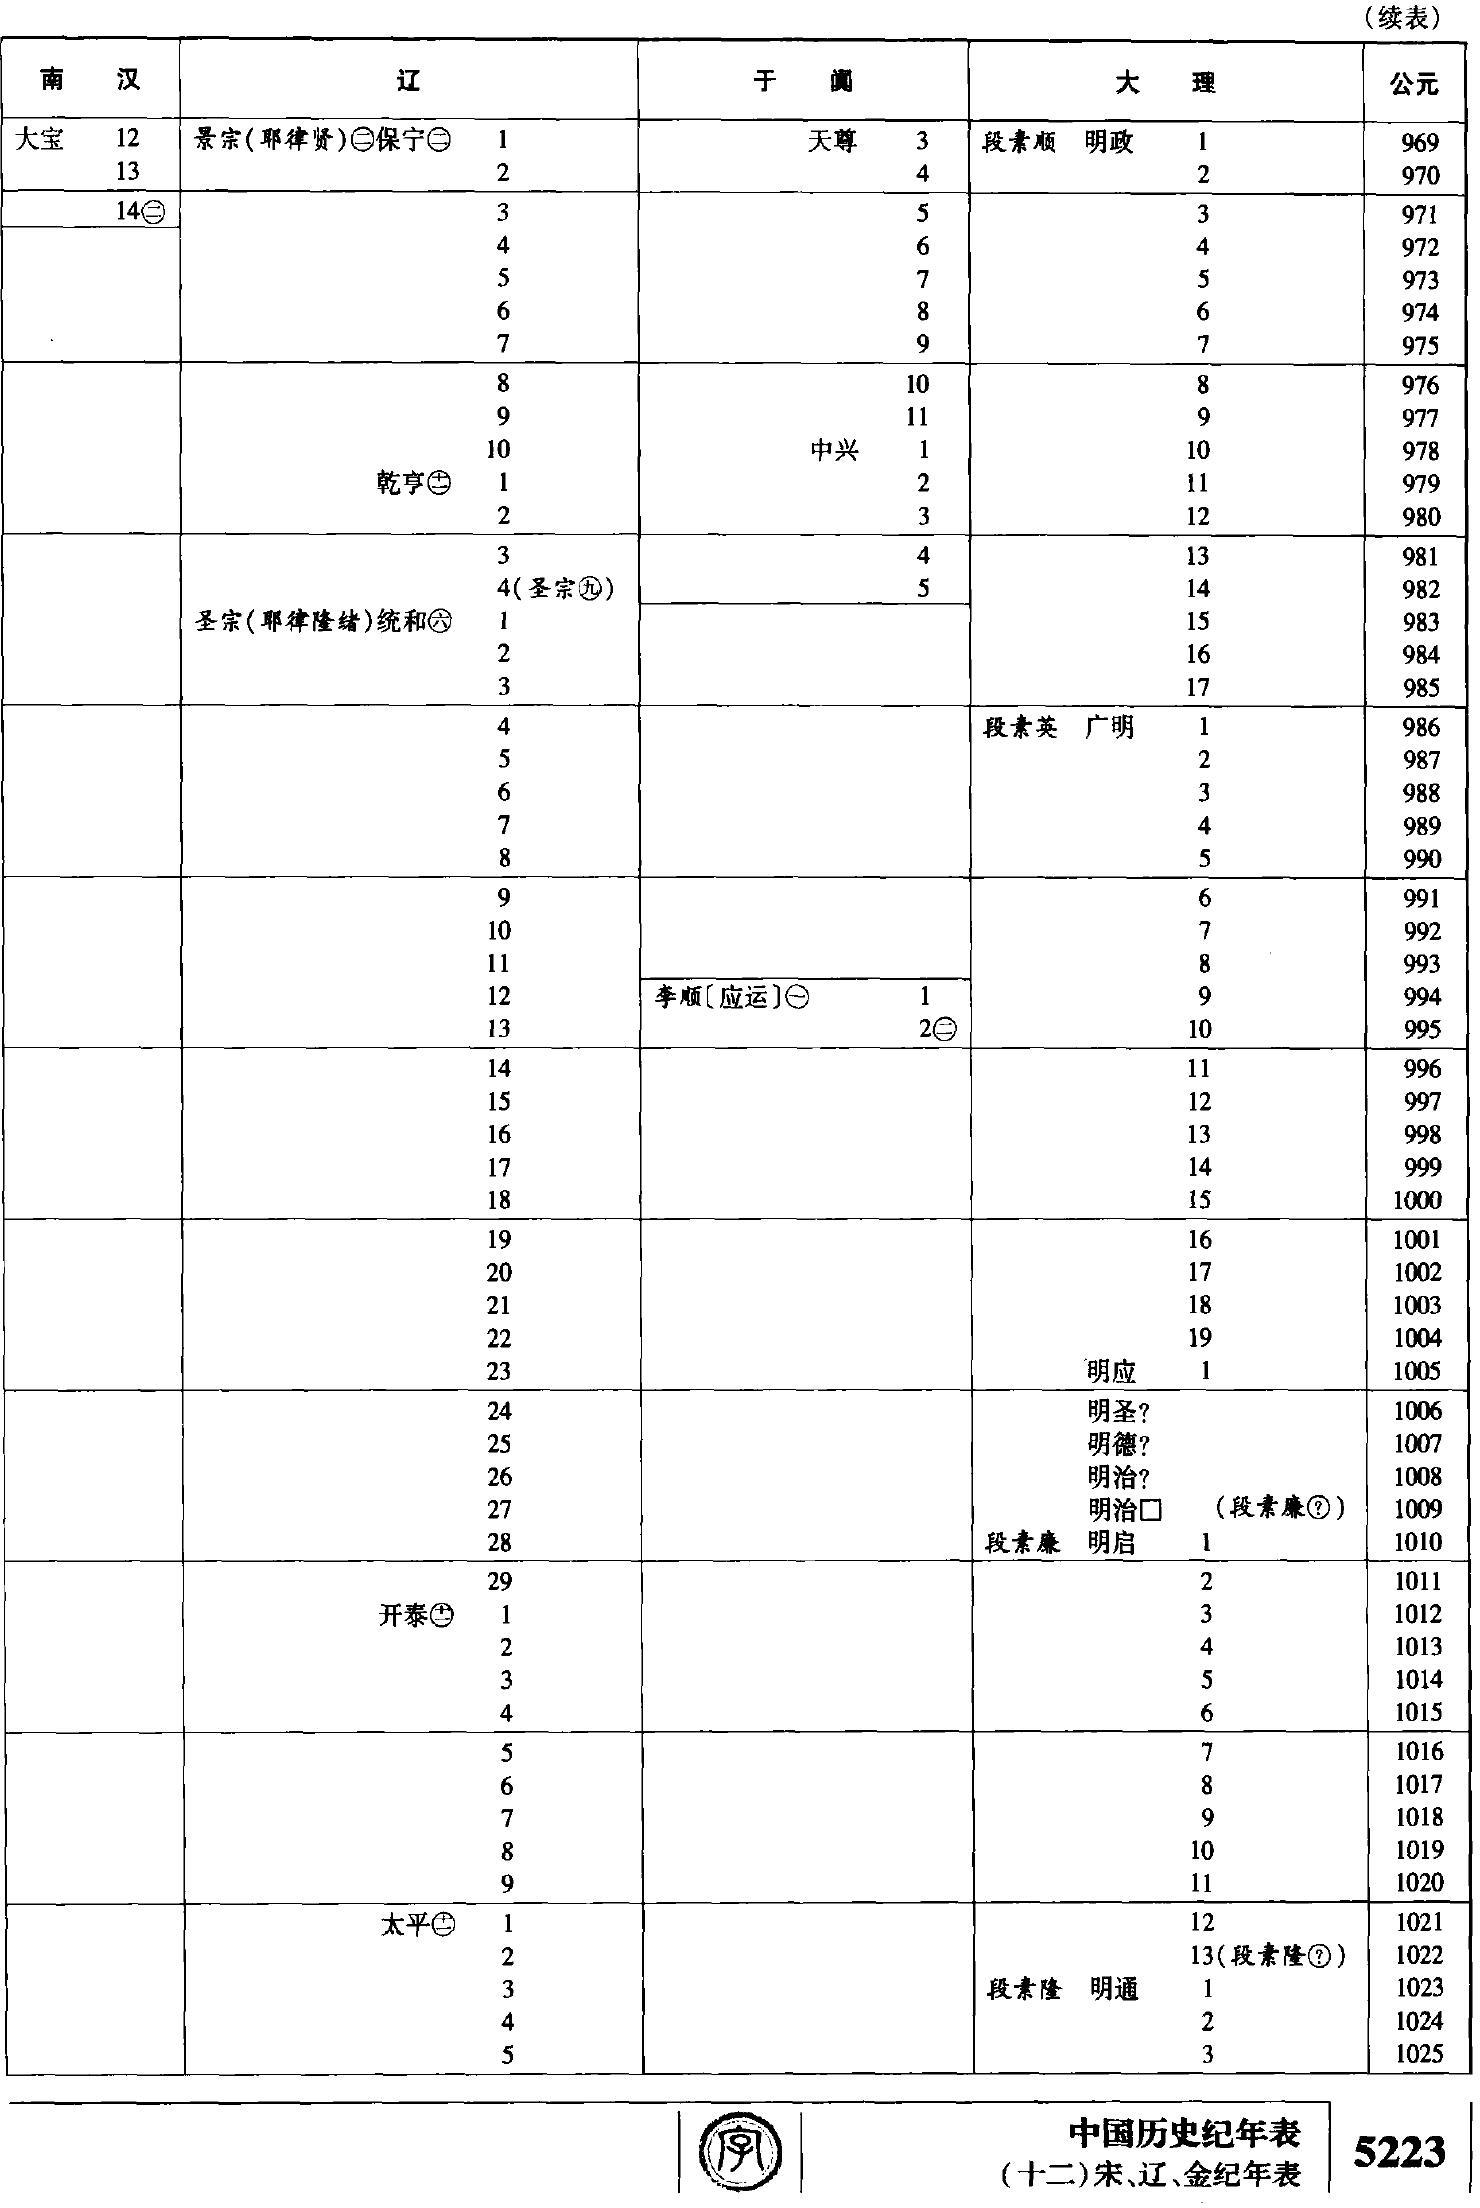 (续表)
南 汉 辽 于 阗 大 理 公元
大宝 12 景宗(耶律贤)㊁保宁㊁ 1 天尊 3 段素顺 明政 1 969
13 2 4 2 970
14㊁ 3 5 3 971
4 6 4 972
5 7 5 973
6 8 6 974
7 9 7 975
8 10 8 976
9 11 9 977
10 中兴 1 10 978
乾亨 1 2 11 979
2 3 12 980
3 4 13 981
4(圣宗㊈) 5 14 982
圣宗(耶律隆绪)统和㊅ 1 15 983
2 16 984
3 17 985
4 段素英 广明 1 986
5 2 987
6 3 988
7 4 989
8 5 990
9 6 991
10 7 992
11 8 993
12 李顺〔应运〕㊀ 1 9 994
13 2㊁ 10 995
14 11 996
15 12 997
16 13 998
17 14 999
18 15 1000
19 16 1001
20 17 1002
21 18 1003
22 19 1004
23 明应 1 1005
24 明圣? 1006
25 明德? 1007
26 明治? 1008
27 明治□ (段素廉?) 1009
28 段素廉 明启 1 1010
29 2 1011
开泰 1 3 1012
2 4 1013
3 5 1014
4 6 1015
5 7 1016
6 8 1017
7 9 1018
8 10 1019
9 11 1020
太平 1 12 1021
2 13(段素隆?) 1022
3 段素隆 明通 1 1023
4 2 1024
5 3 1025
字
中国历史纪年表
(十二)宋、辽、金纪年表
5223